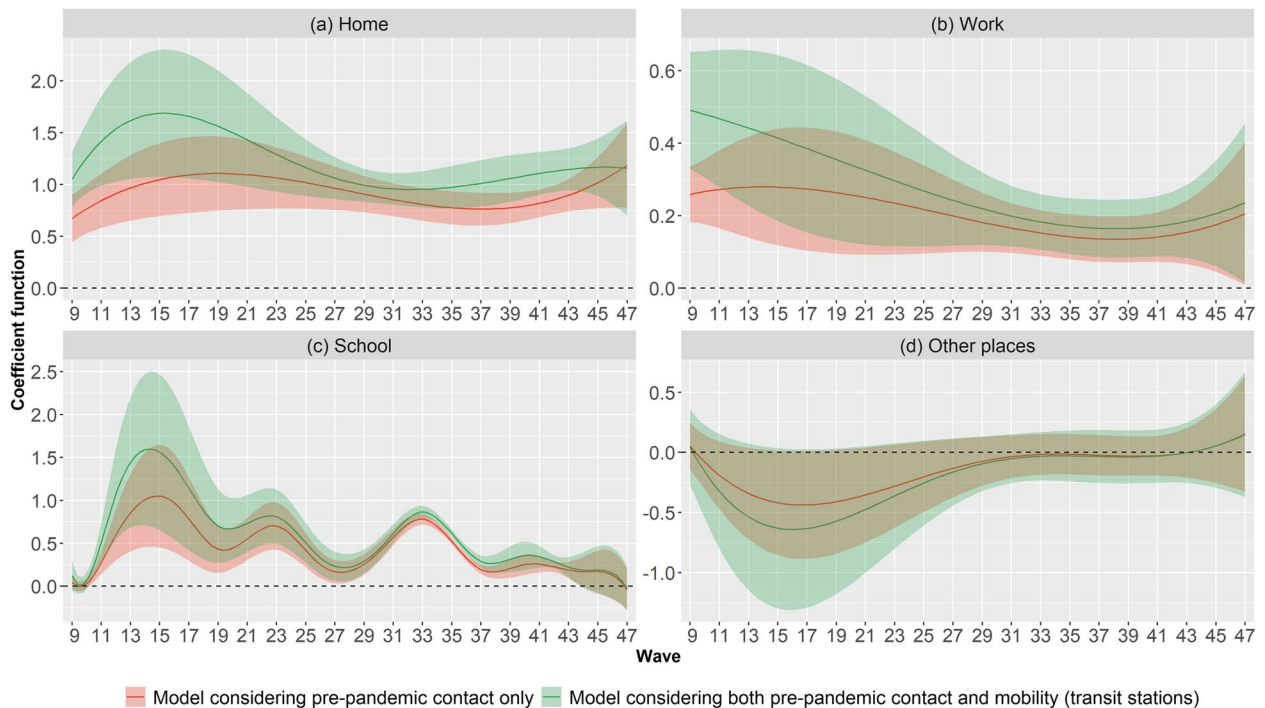 (a) Home
(b) Work
2.0
1.5
1.0
0.5
0.0
0.6
0.4
0.2
0.0
9 11 13 15 17 19 21 23 25 27 29 31 33 35 37 39 41 43 45 47
9 11 13 15 17 19 21 23 25 27 29 31 33 35 37 39 41 43 45 47
Coefficient function
(c) School
(d) Other places
2.5
2.0
1.5
1.0
0.5
0.0
0.5
0.0
-0.5
-1.0
9 11 13 15 17 19 21 23 25 27 29 31 33 35 37 39 41 43 45 47
9 11 13 15 17 19 21 23 25 27 29 31 33 35 37 39 41 43 45 47
Wave
Model considering pre-pandemic contact only
Model considering both pre-pandemic contact and mobility (transit stations)